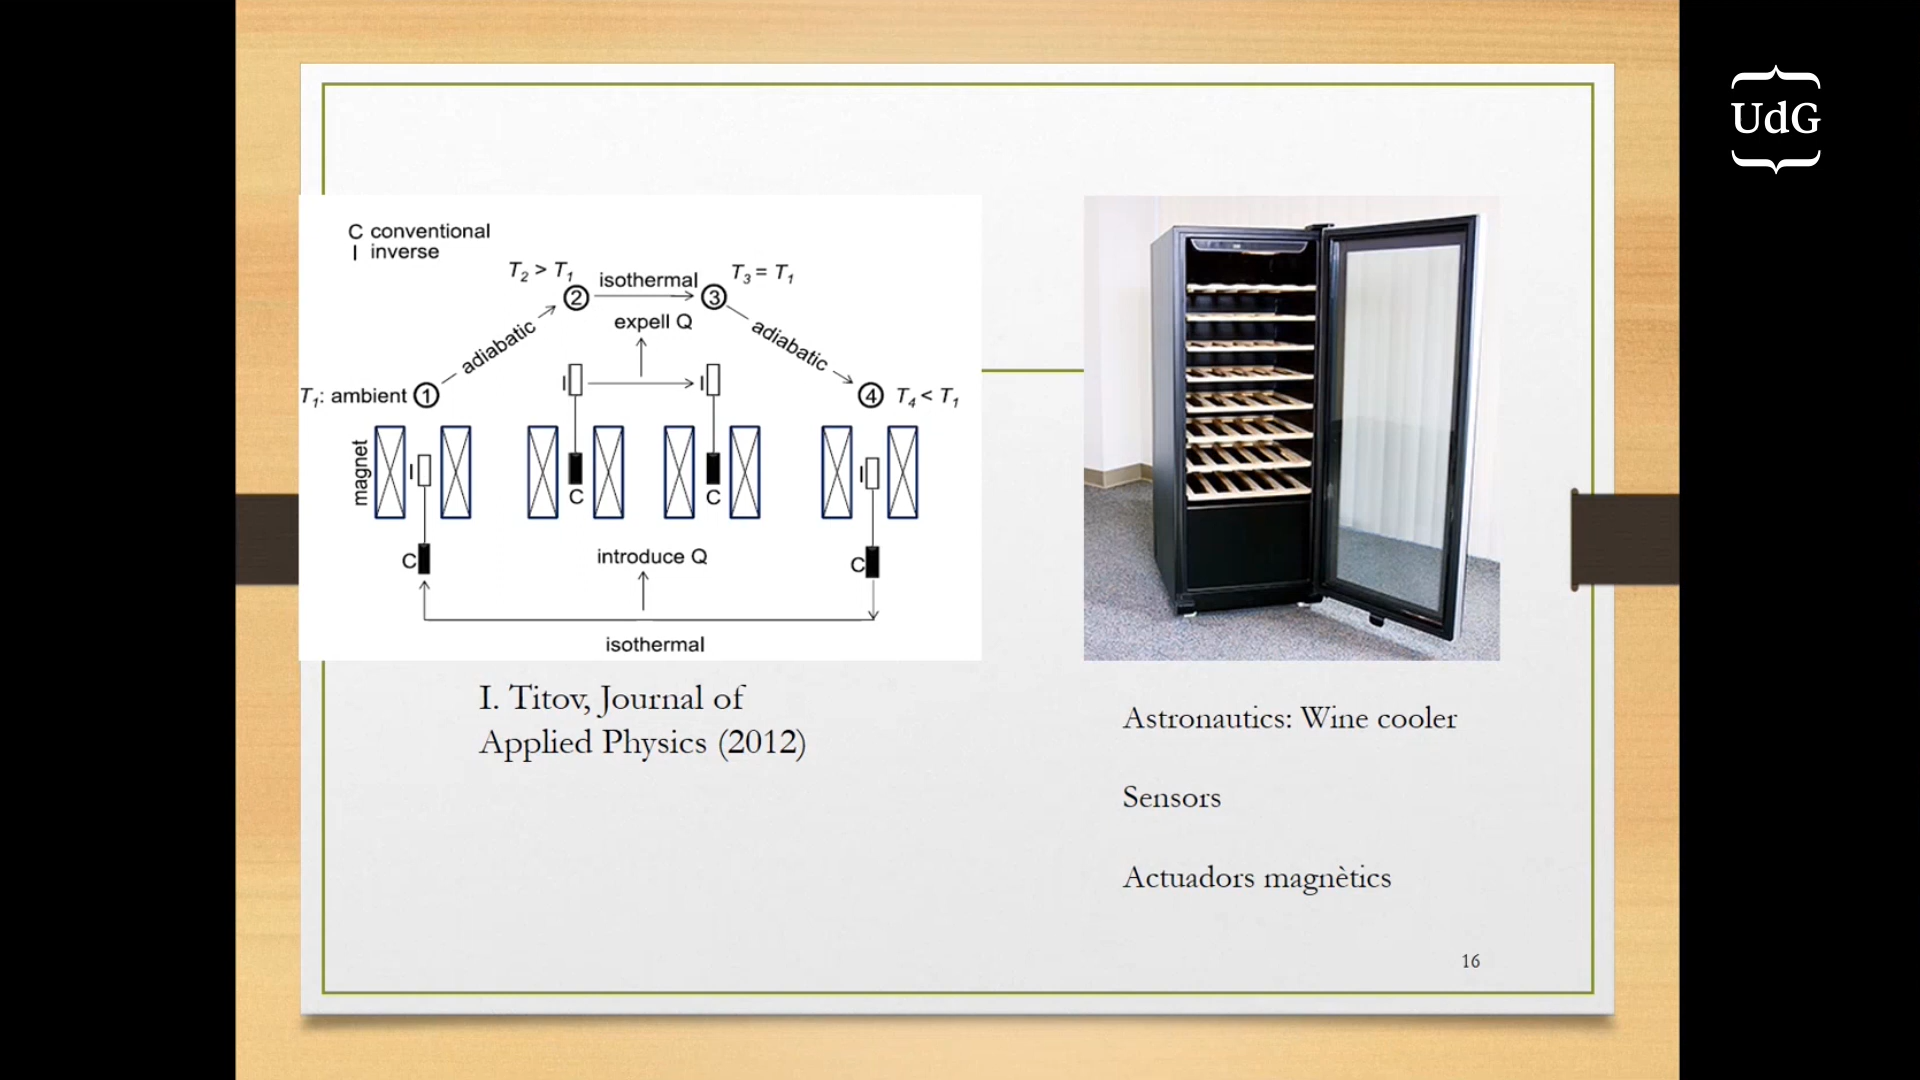 UdG
C conventional
I inverse
T2 > T1
isothermal
T3 = T1
2
3
expell Q
adiabatic
adiabatic
T1: ambient
1
4
T4 < T1
I
I
magnet
I
I
C
C
C
C
introduce Q
isothermal
I. Titov, Journal of
Applied Physics (2012)
Astronautics: Wine cooler
Sensors
Actuadors magnètics
16